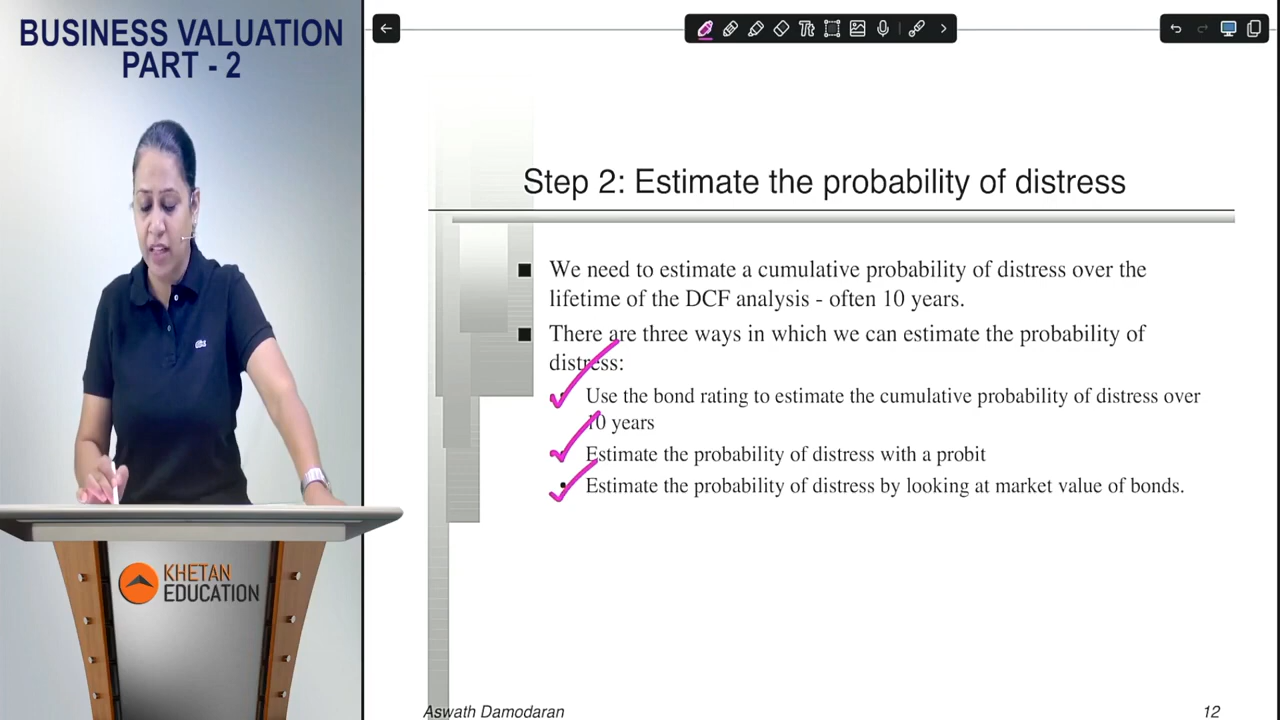 BUSINESS VALUATION
PART - 2
Step 2: Estimate the probability of distress
We need to estimate a cumulative probability of distress over the
lifetime of the DCF analysis - often 10 years.
There are three ways in which we can estimate the probability of
distress:
• Use the bond rating to estimate the cumulative probability of distress over
10 years
• Estimate the probability of distress with a probit
• Estimate the probability of distress by looking at market value of bonds.
KHETAN
EDUCATION
Aswath Damodaran
12